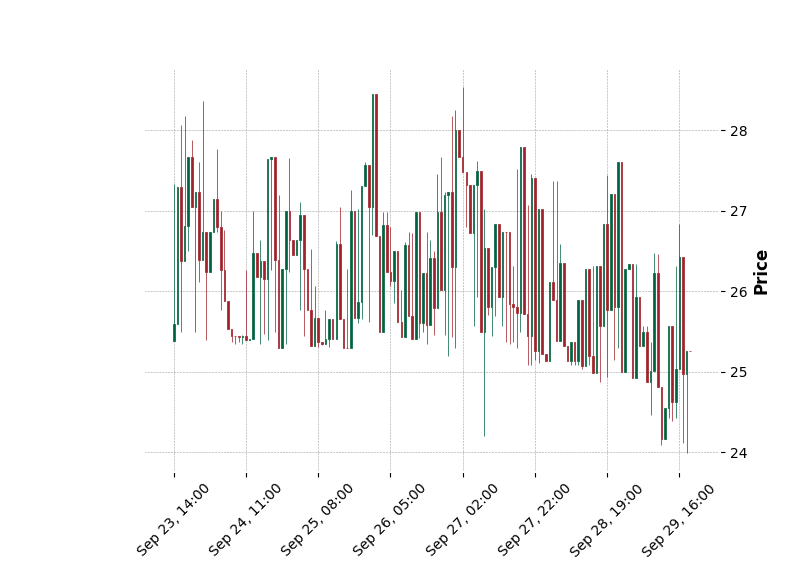 28
27
26
25
24
Price
Sep 23, 14:00
Sep 24, 11:00
Sep 25, 08:00
Sep 26, 05:00
Sep 27, 02:00
Sep 27, 22:00
Sep 28, 19:00
Sep 29, 16:00